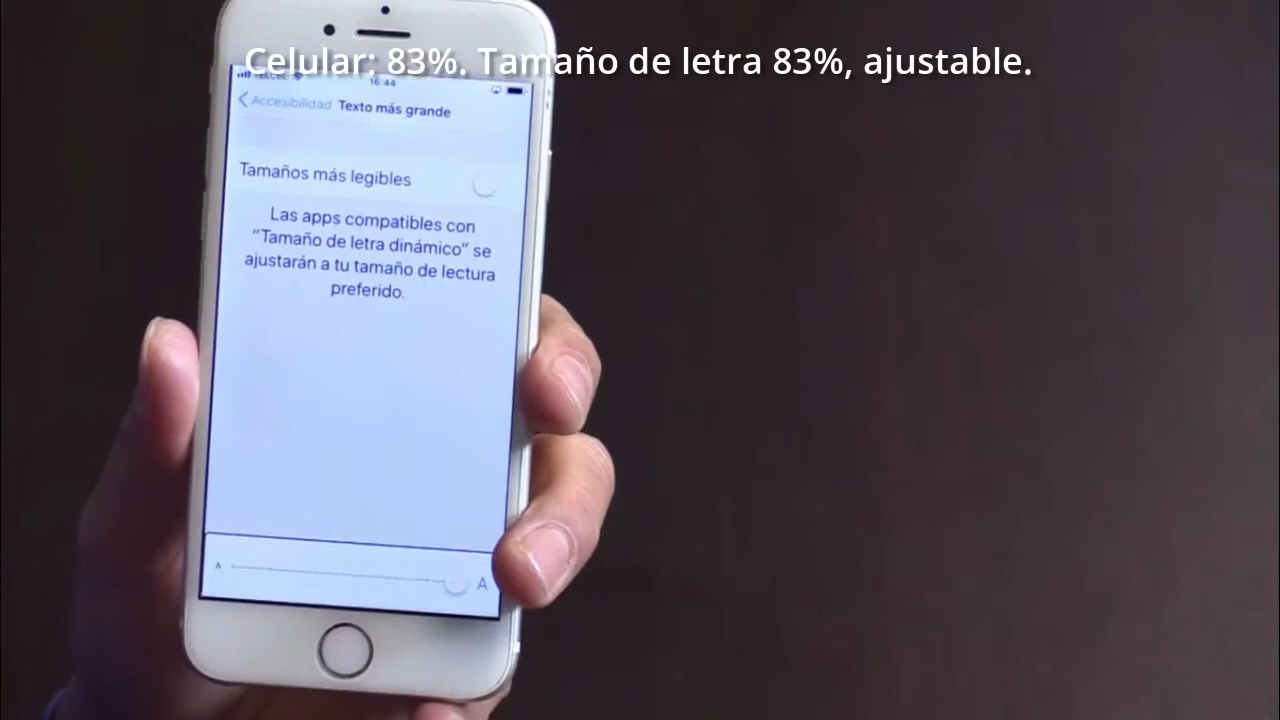 Celular; 83%. Tamaño de letra 83%, ajustable.
16:44
Accesibilidad Texto más grande
Tamaños más legibles
Las apps compatibles con
“Tamaño de letra dinámico” se
ajustarán a tu tamaño de lectura
preferido.
A A